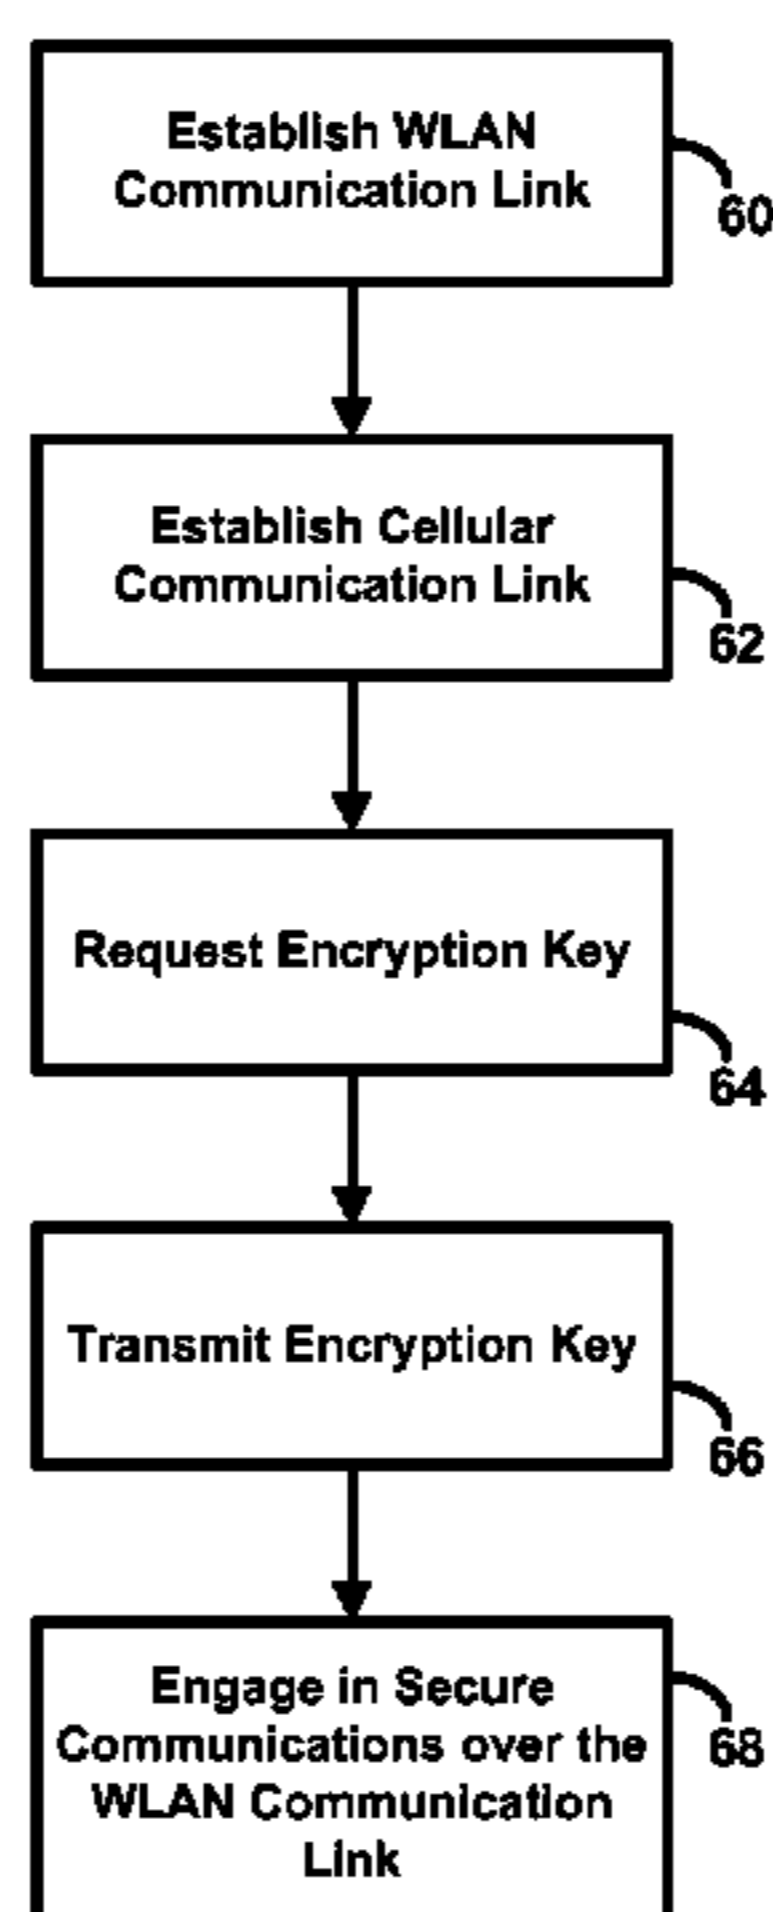 Establish WLAN
Communication Link
60
Establish Cellular
Communication Link
62
Request Encryption Key
64
Transmit Encryption Key
66
Engage in Secure
Communications over the
WLAN Communication
Link
68